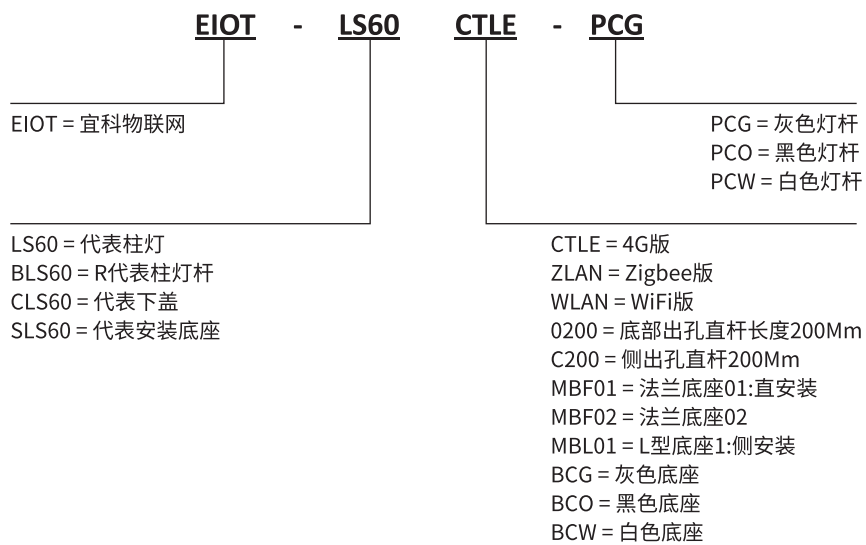 EIOT - LS60 CTLE - PCG
EIOT = 宜科物联网
PCG = 灰色灯杆
PCO = 黑色灯杆
PCW = 白色灯杆
LS60 = 代表柱灯
BLS60 = R代表柱灯杆
CLS60 = 代表下盖
SLS60 = 代表安装底座
CTLE = 4G版
ZLAN = Zigbee版
WLAN = WiFi版
0200 = 底部出孔直杆长度200Mm
C200 = 侧出孔直杆200Mm
MBF01 = 法兰底座01:直安装
MBF02 = 法兰底座02
MBL01 = L型底座1:侧安装
BCG = 灰色底座
BCO = 黑色底座
BCW = 白色底座